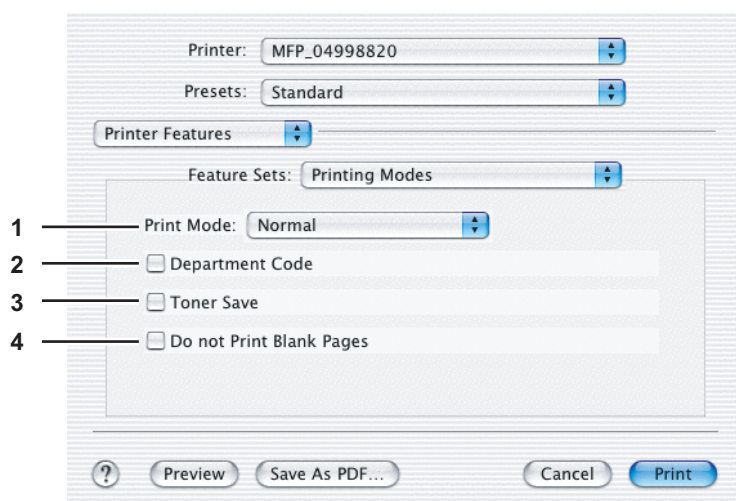 Printer: MFP_04998820
Presets: Standard
Printer Features
Feature Sets: Printing Modes
1 Print Mode: Normal
2 Department Code
3 Toner Save
4 Do not Print Blank Pages
? Preview Save As PDF... Cancel Print